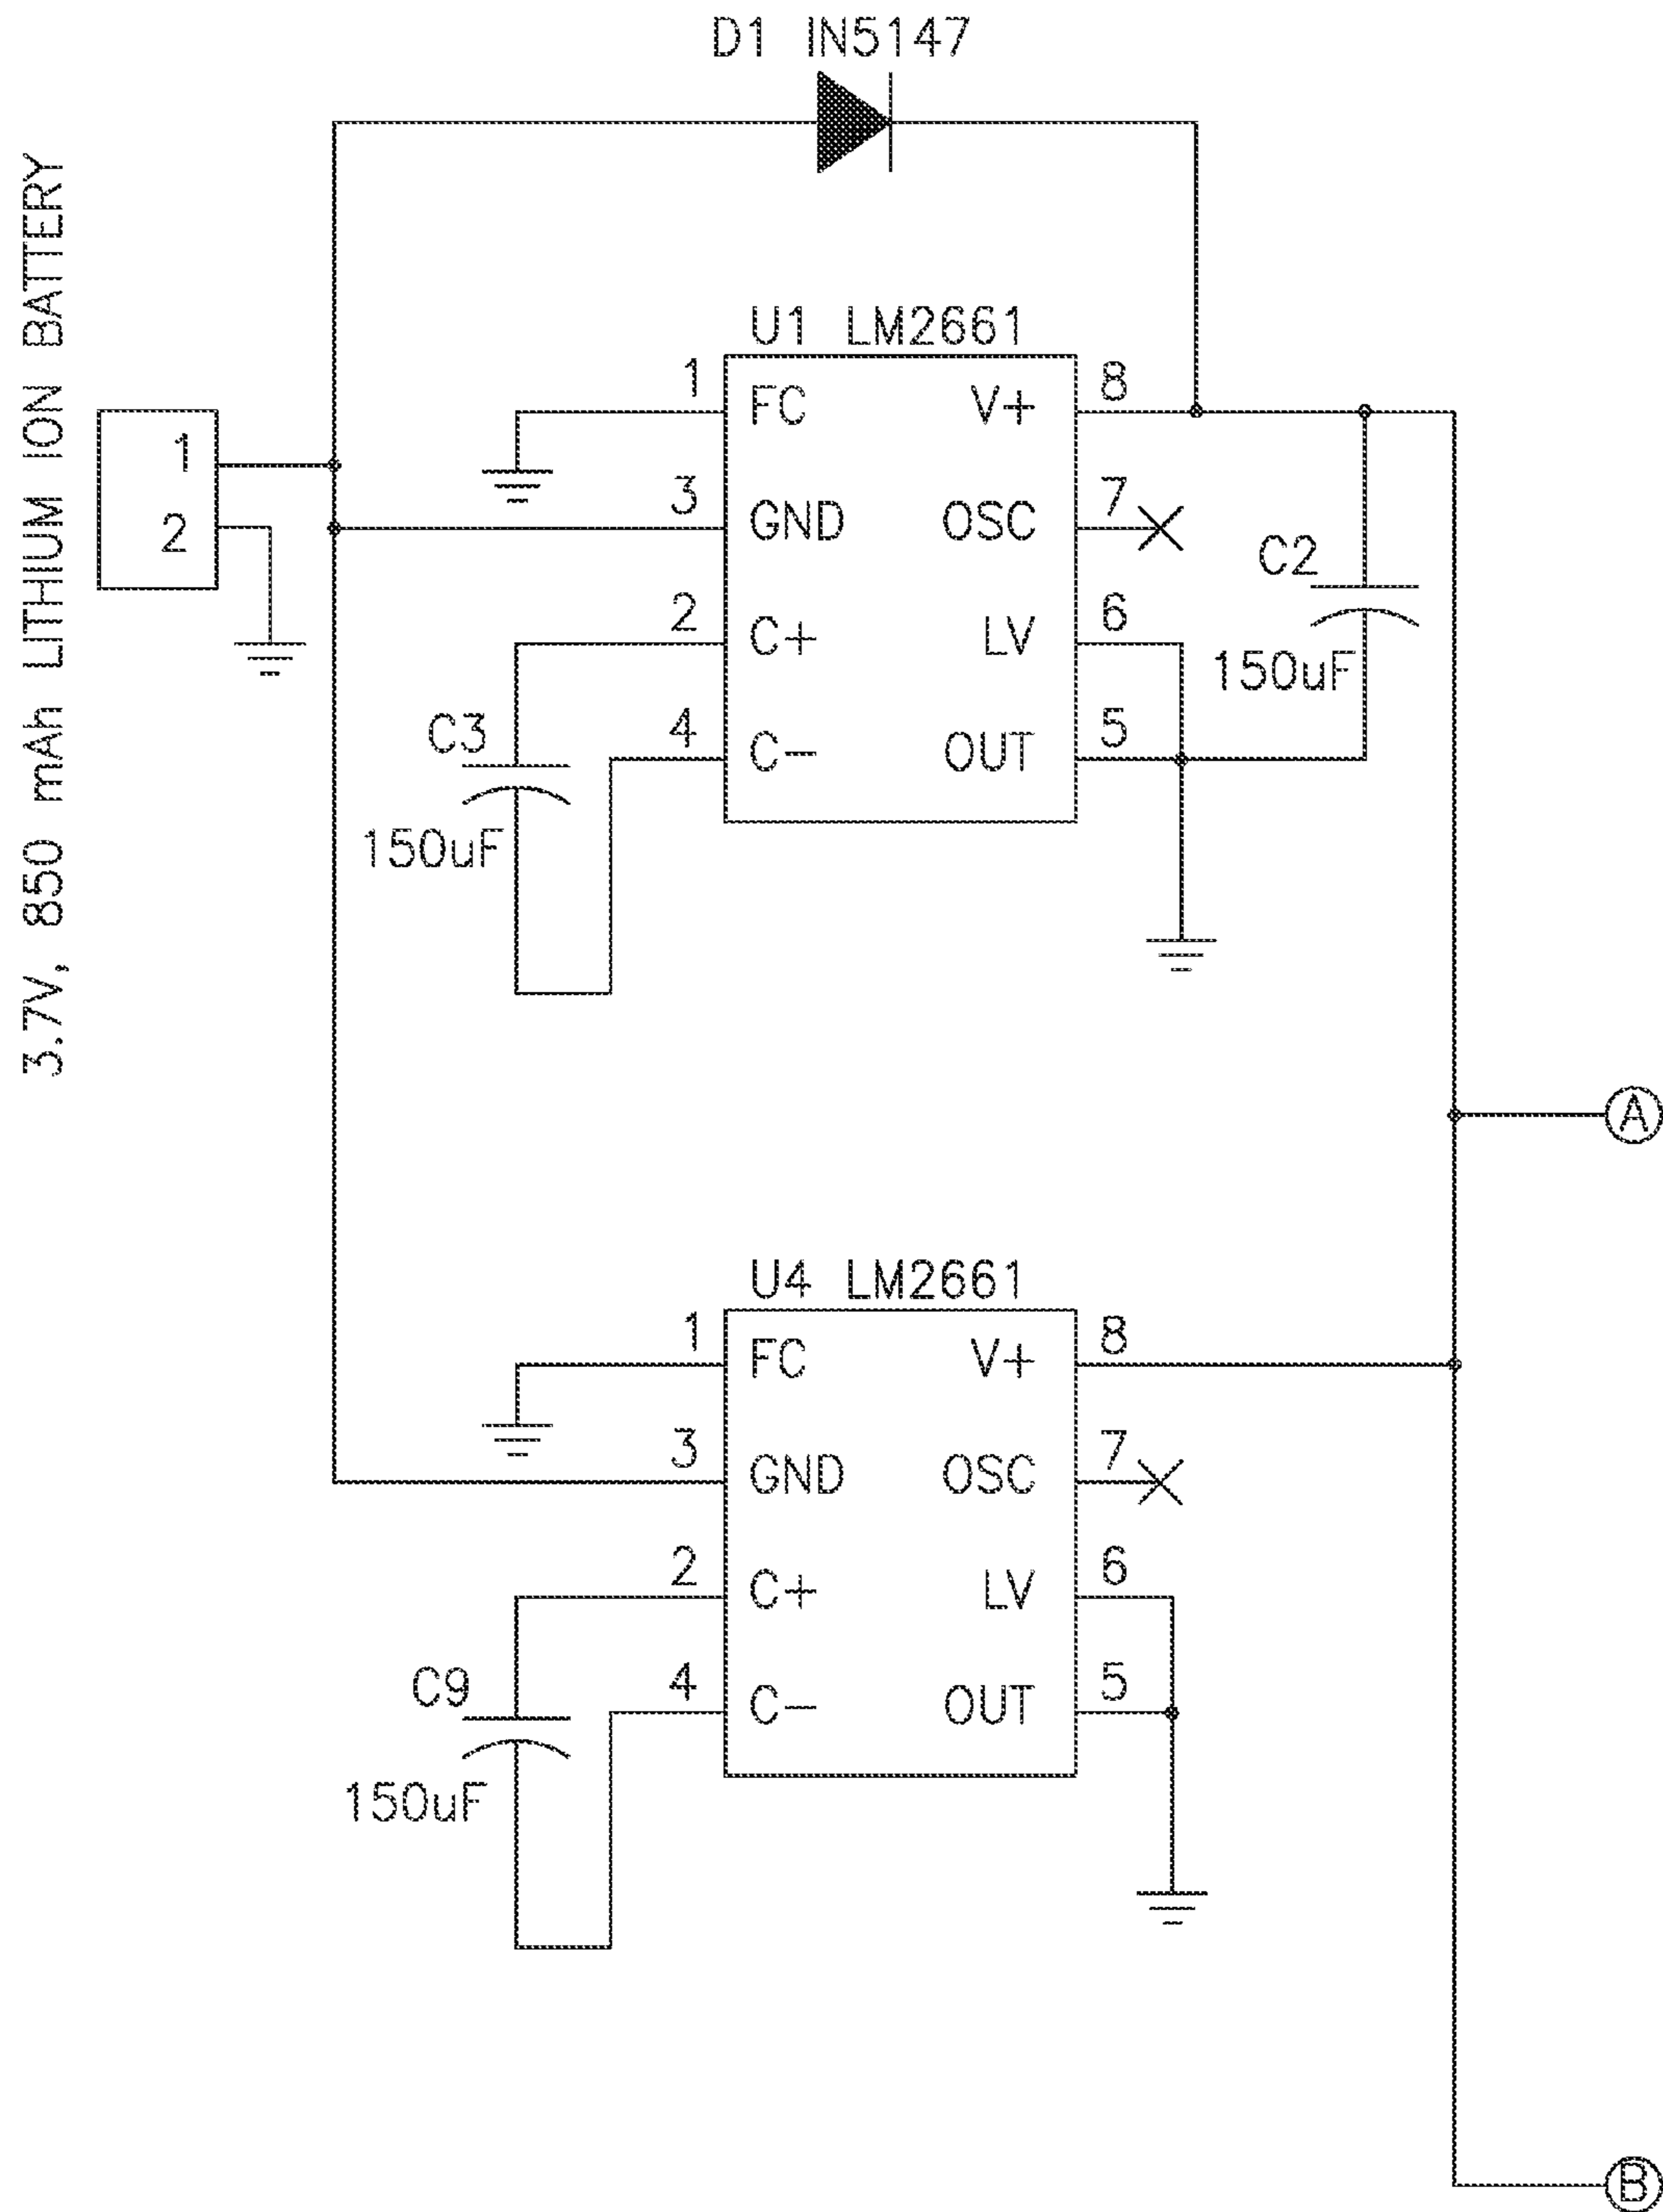 D1 IN5147
3.7V, 850 mAh LITHIUM ION BATTERY
1
2
U1 LM2661
1 FC V+ 8
3 GND OSC 7
2 C+ LV 6
4 C- OUT 5
C2
150uF
C3
150uF
A
U4 LM2661
1 FC V+ 8
3 GND OSC 7
2 C+ LV 6
4 C- OUT 5
C9
150uF
B